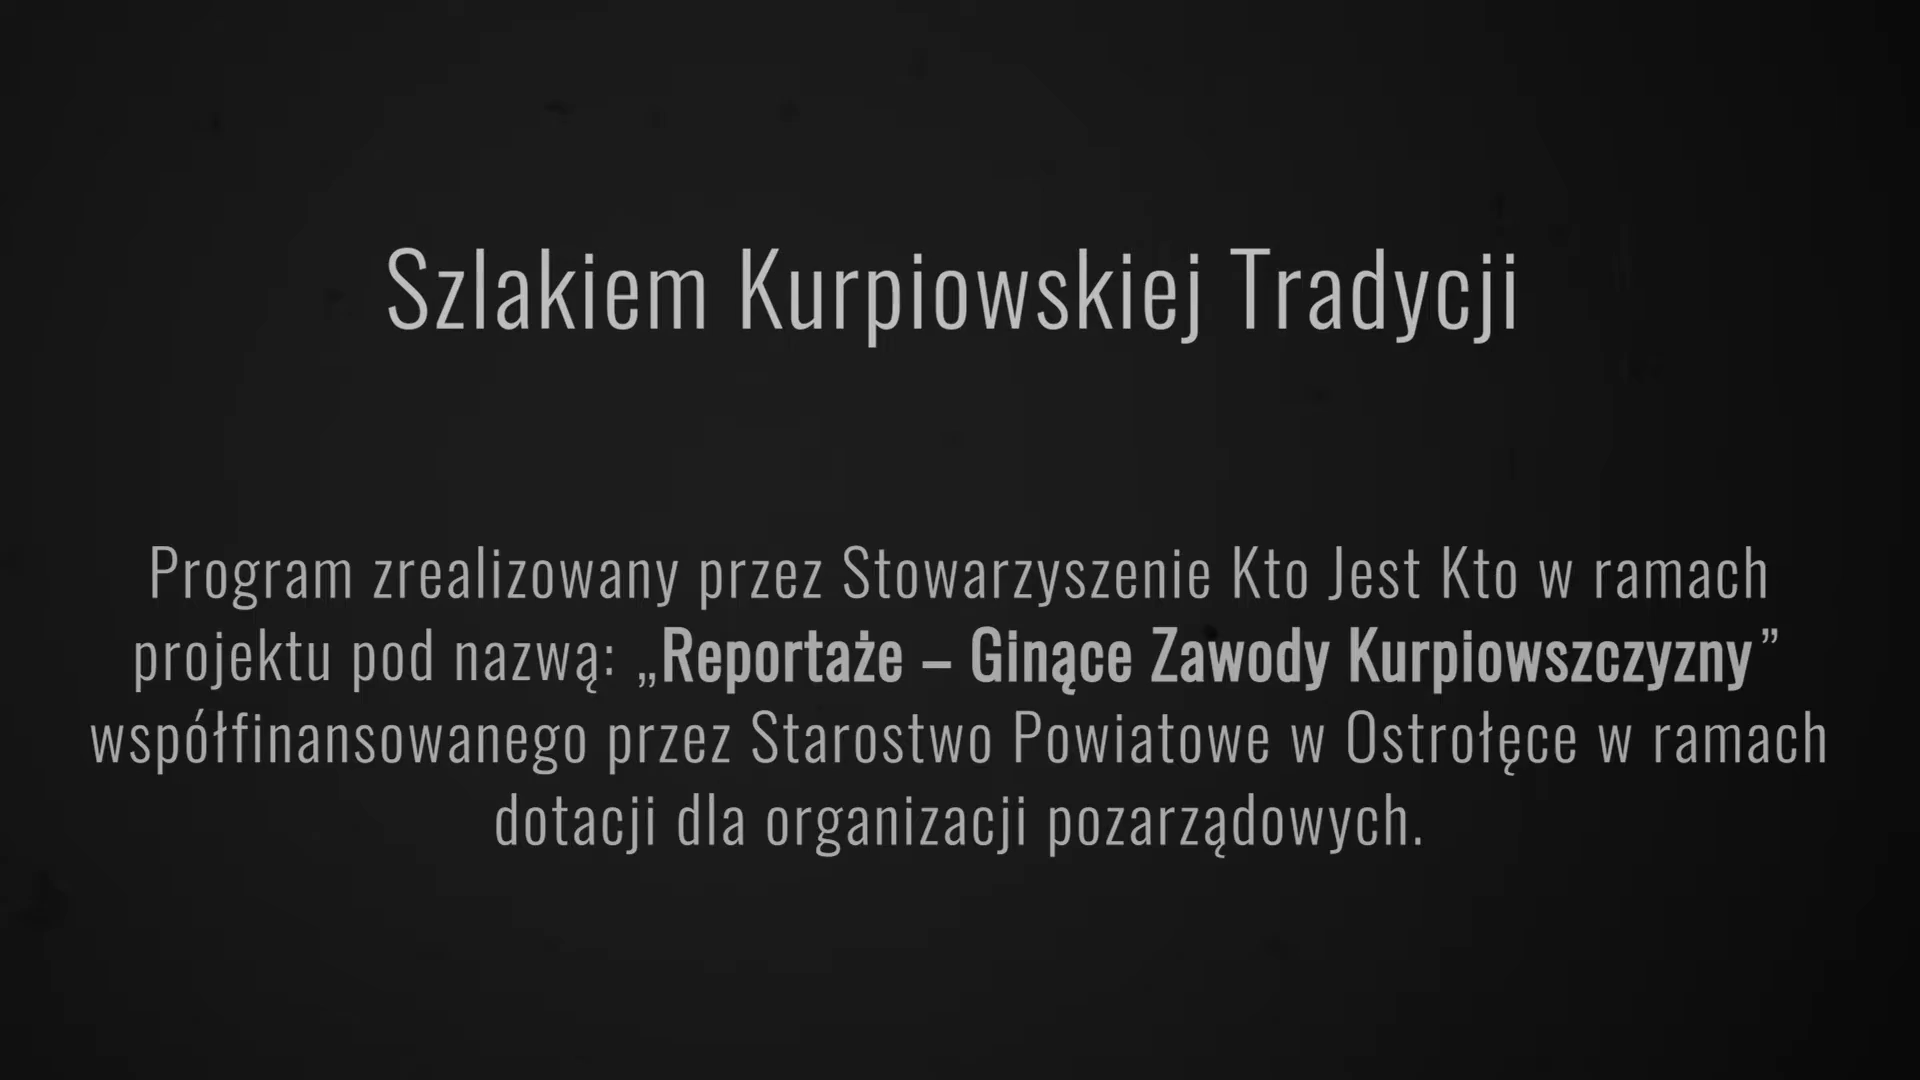 Szlakiem Kurpiowskiej Tradycji
Program zrealizowany przez Stowarzyszenie Kto Jest Kto w ramach
projektu pod nazwą: „Reportaże – Ginące Zawody Kurpiowszczyzny”
współfinansowanego przez Starostwo Powiatowe w Ostrołęce w ramach
dotacji dla organizacji pozarządowych.